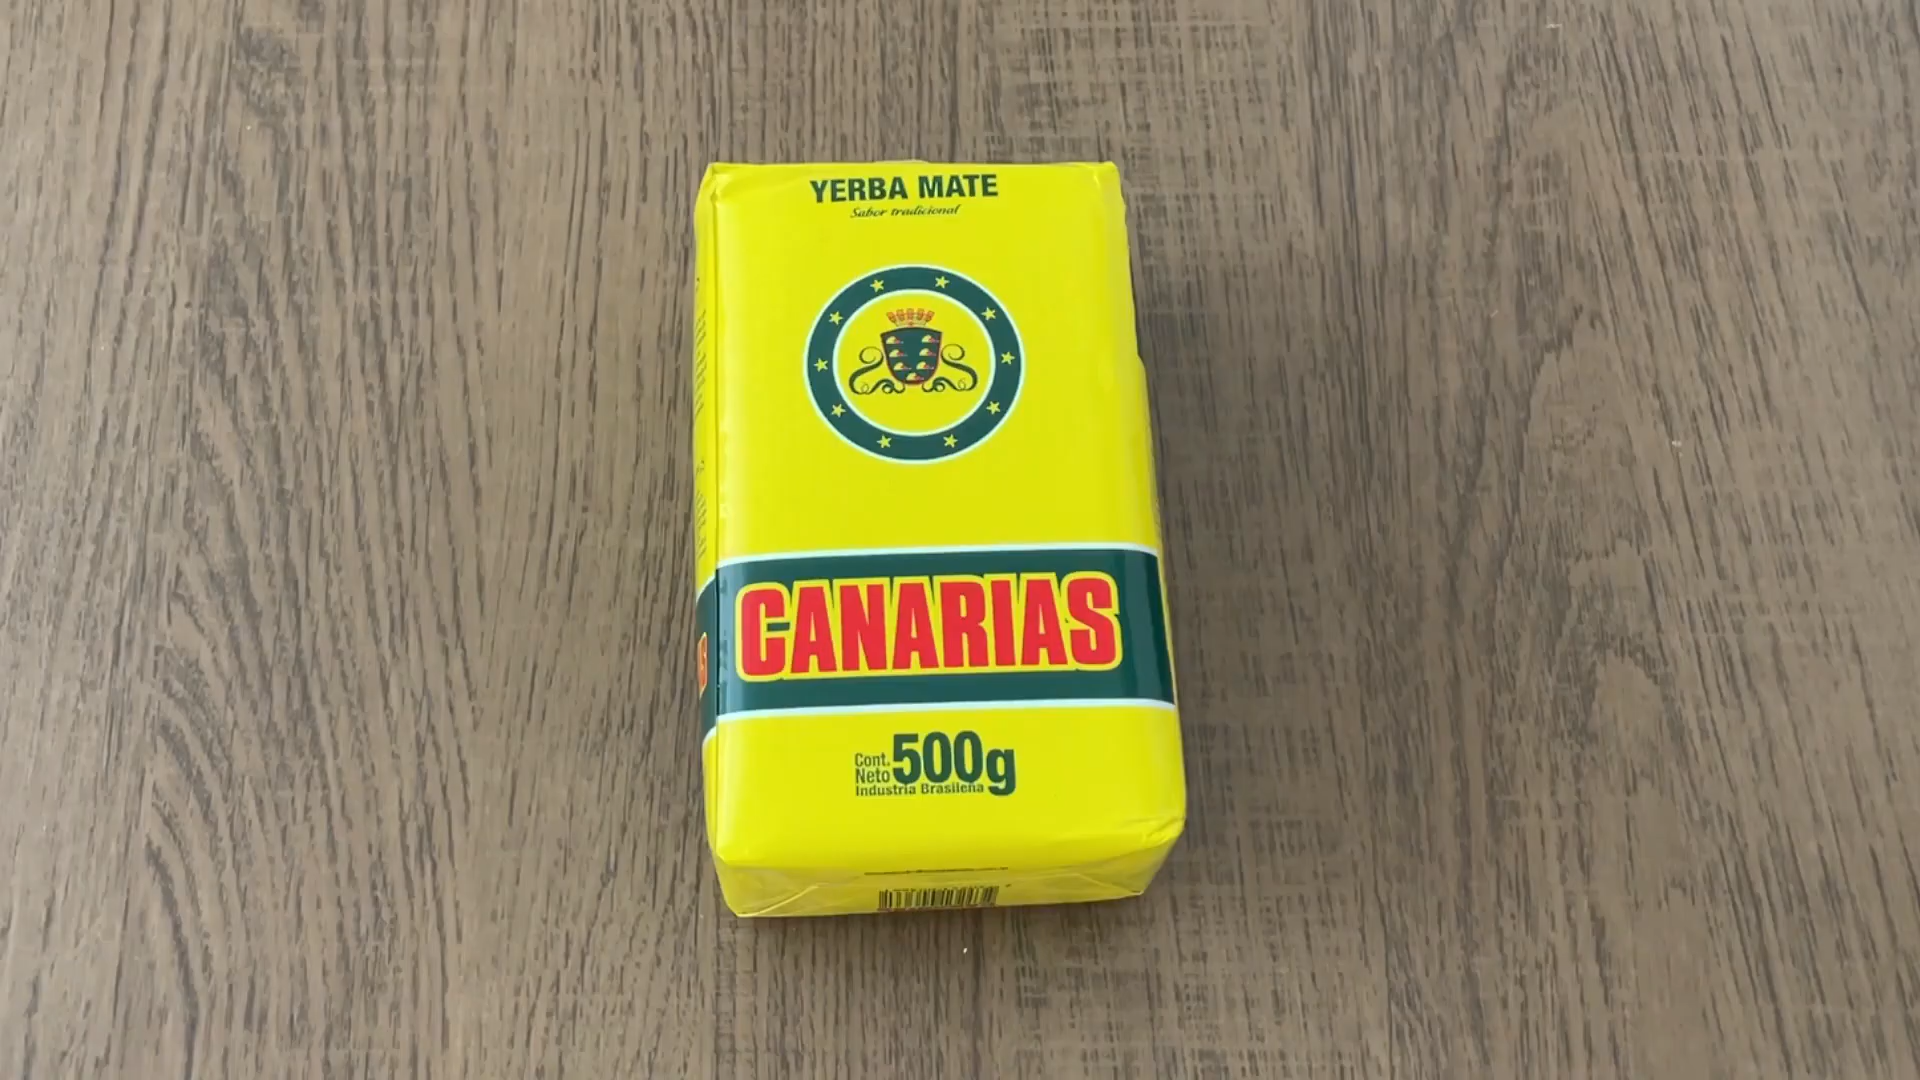 YERBA MATE
Sabor tradicional
CANARIAS
Cont.
Neto 500g
Industria Brasileña